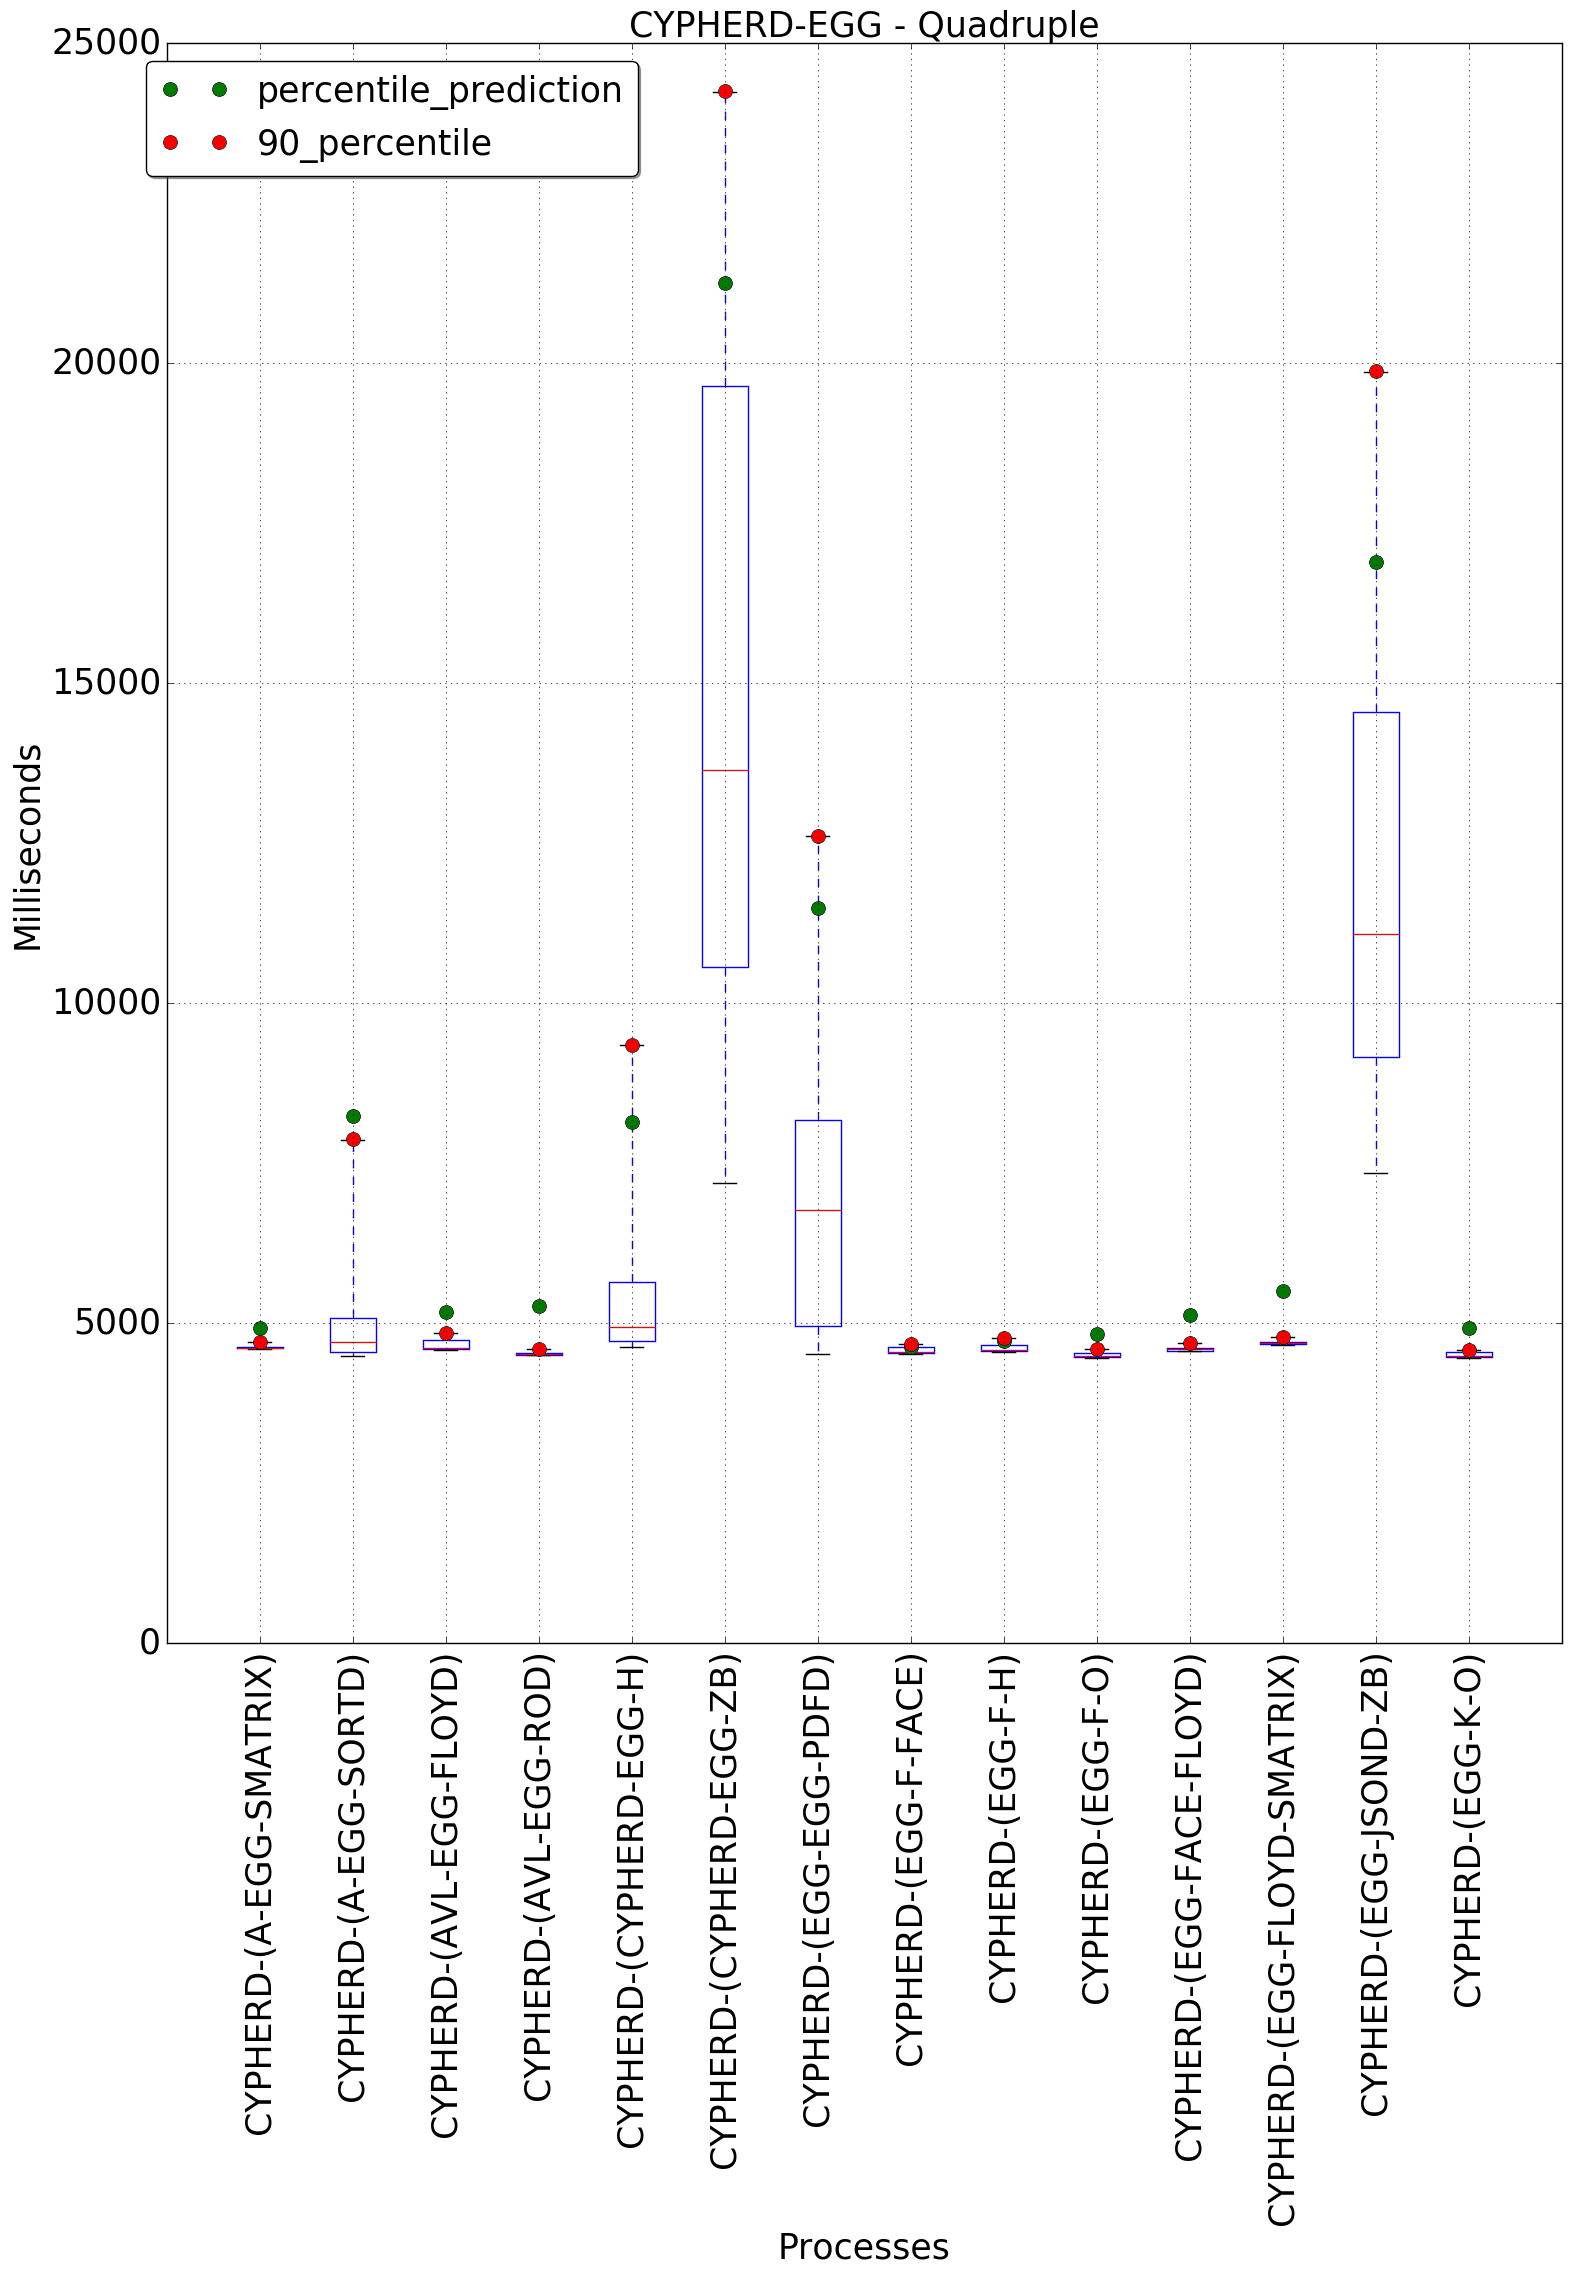 CYPHERD-EGG - Quadruple
percentile_prediction
90_percentile
25000
20000
15000
10000
5000
0
Milliseconds
CYPHERD-(A-EGG-SMATRIX)
CYPHERD-(A-EGG-SORTD)
CYPHERD-(AVL-EGG-FLOYD)
CYPHERD-(AVL-EGG-ROD)
CYPHERD-(CYPHERD-EGG-H)
CYPHERD-(CYPHERD-EGG-ZB)
CYPHERD-(EGG-EGG-PDFD)
CYPHERD-(EGG-F-FACE)
CYPHERD-(EGG-F-H)
CYPHERD-(EGG-F-O)
CYPHERD-(EGG-FACE-FLOYD)
CYPHERD-(EGG-FLOYD-SMATRIX)
CYPHERD-(EGG-JSOND-ZB)
CYPHERD-(EGG-K-O)
Processes